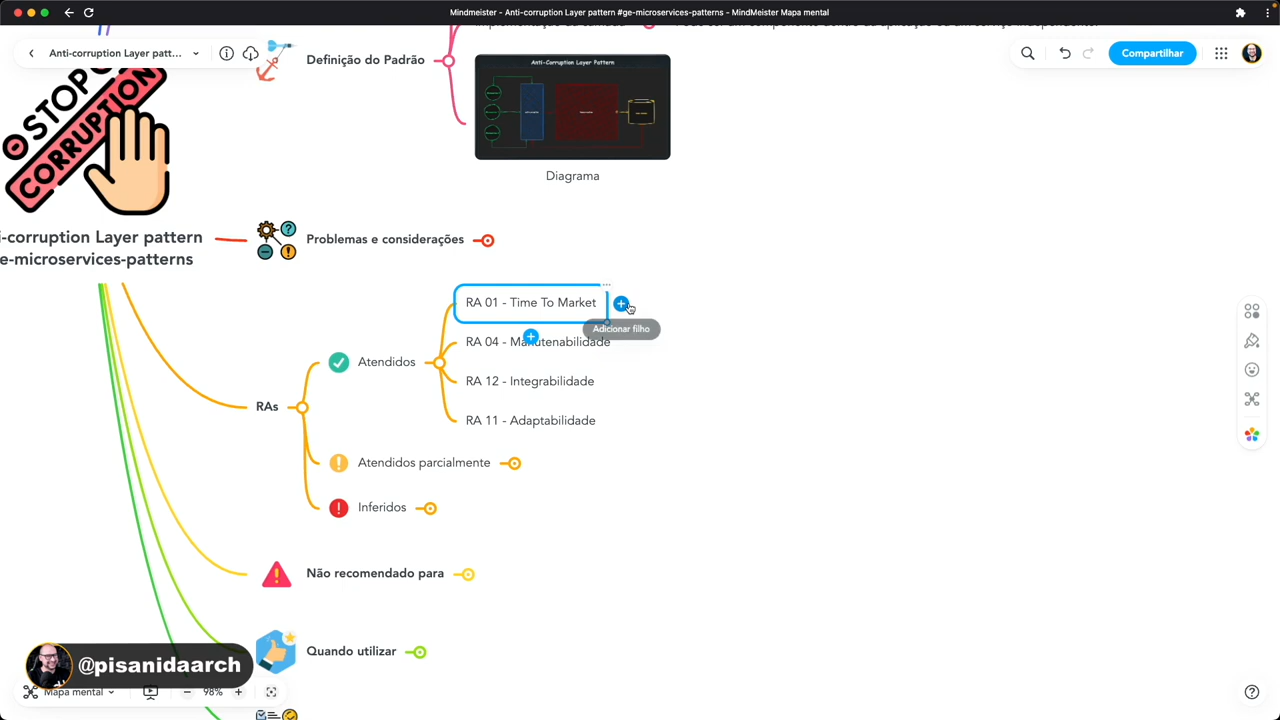 Mindmeister - Anti-corruption Layer pattern #ge-microservices-patterns - MindMeister Mapa mental
Anti-corruption Layer patt...
Compartilhar
Definição do Padrão
Anti-Corruption Layer Pattern
Diagrama
STOP
CORRUPTION
i-corruption Layer pattern
e-microservices-patterns
Problemas e considerações
RA 01 - Time To Market
Adicionar filho
RA 04 - Manutenabilidade
Atendidos
RA 12 - Integrabilidade
RAs
RA 11 - Adaptabilidade
Atendidos parcialmente
Inferidos
Não recomendado para
Quando utilizar
@pisanidaarch
Mapa mental
98%